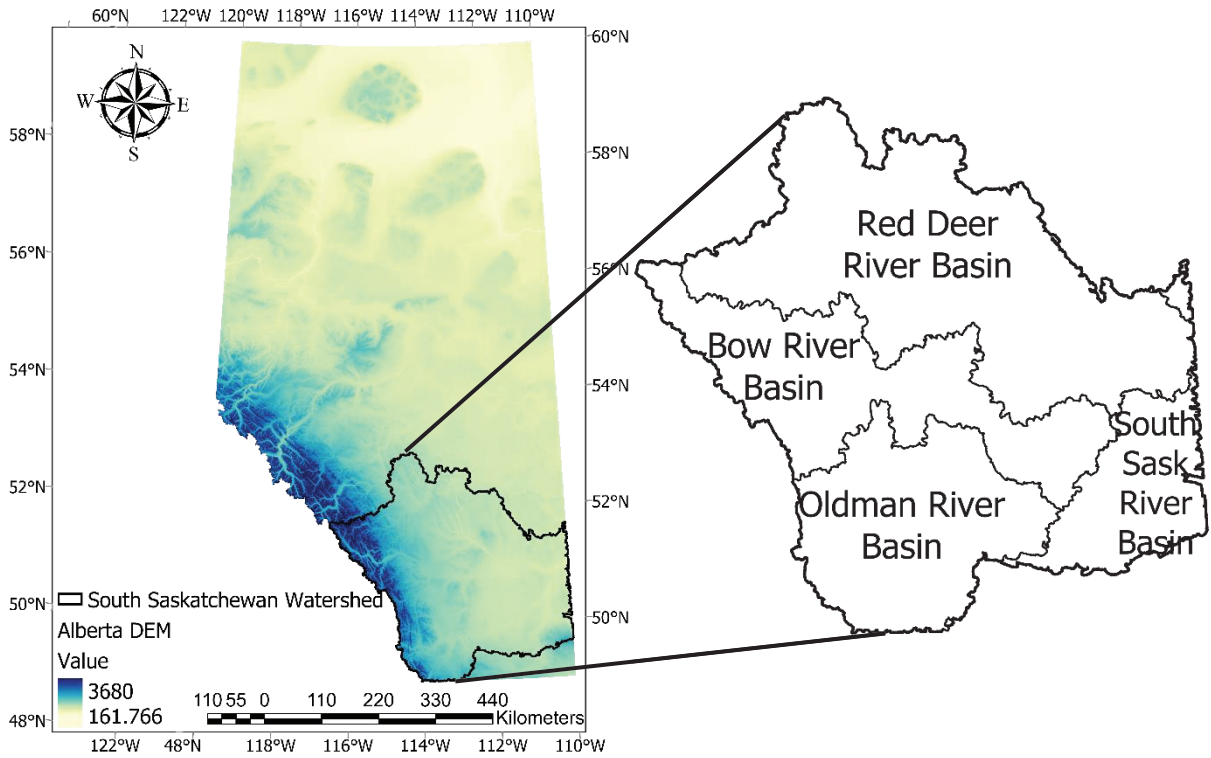 60°N 122°W 120°W 118°W 116°W 114°W 112°W 110°W
60°N
N
W E
S
58°N
58°N
56°N
56°N
54°N
54°N
52°N
52°N
50°N
50°N
48°N
South Saskatchewan Watershed
Alberta DEM
Value
3680
161.766
110 55 0 110 220 330 440
Kilometers
122°W 48°N 118°W 116°W 114°W 112°W 110°W
Red Deer
River Basin
Bow River
Basin
Oldman River
Basin
South
Sask
River
Basin